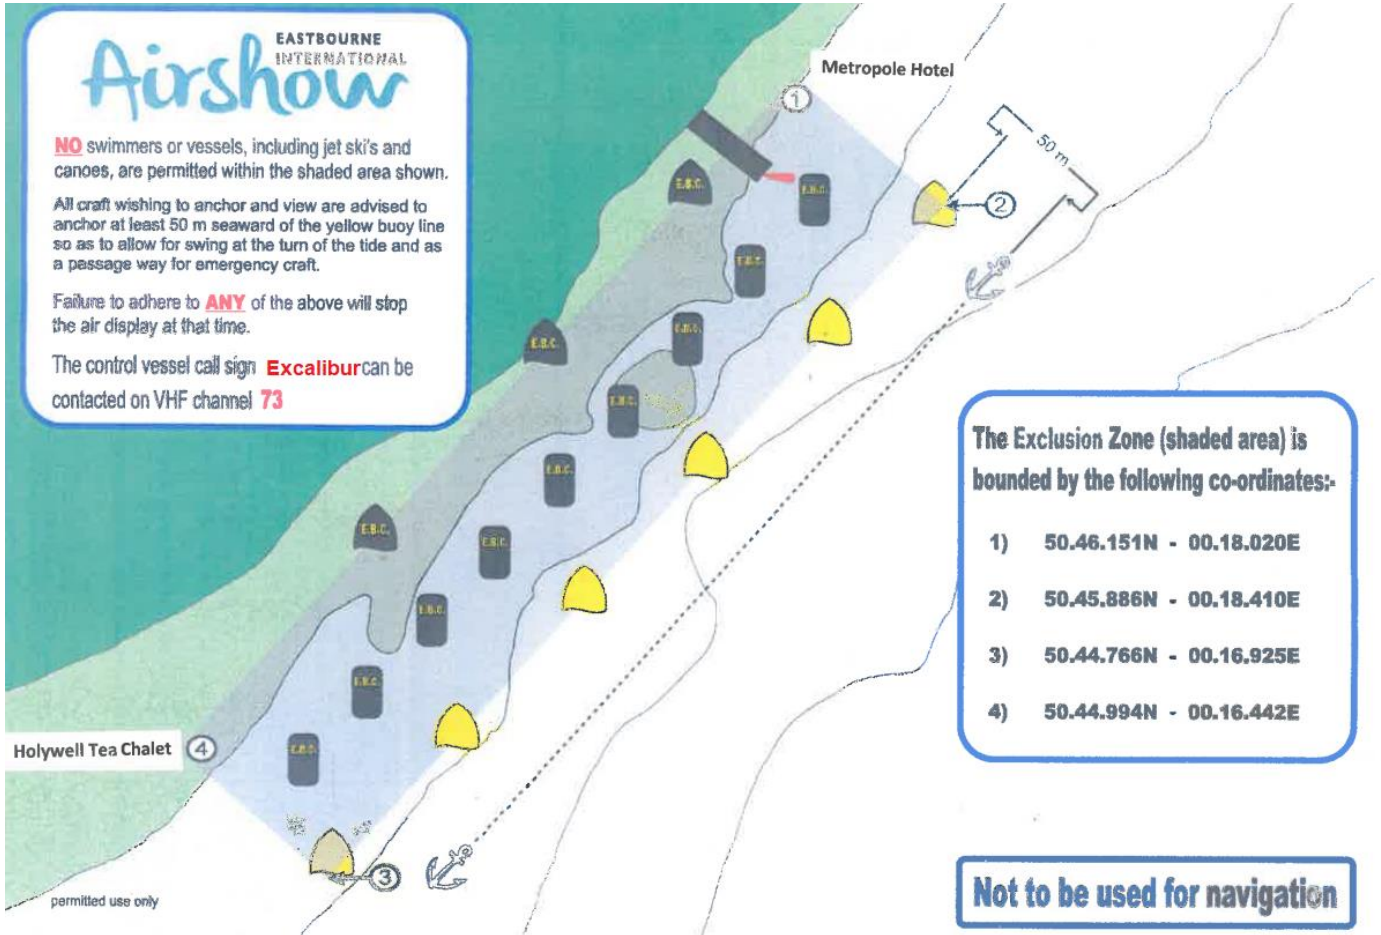 EASTBOURNE
INTERNATIONAL
Airshow
NO swimmers or vessels, including jet ski's and
canoes, are permitted within the shaded area shown.
All craft wishing to anchor and view are advised to
anchor at least 50 m seaward of the yellow buoy line
so as to allow for swing at the turn of the tide and as
a passage way for emergency craft.
Failure to adhere to ANY of the above will stop
the air display at that time.
The control vessel call sign Excalibur can be
contacted on VHF channel 73
Metropole Hotel
1
50 m
2
E.B.C.
E.B.C.
E.B.C.
E.B.C.
E.B.C.
E.B.C.
E.B.C.
E.B.C.
E.B.C.
E.B.C.
E.B.C.
E.B.C.
Holywell Tea Chalet
4
3
The Exclusion Zone (shaded area) is
bounded by the following co-ordinates:-
1) 50.46.151N - 00.18.020E
2) 50.45.886N - 00.18.410E
3) 50.44.766N - 00.16.925E
4) 50.44.994N - 00.16.442E
permitted use only
Not to be used for navigation